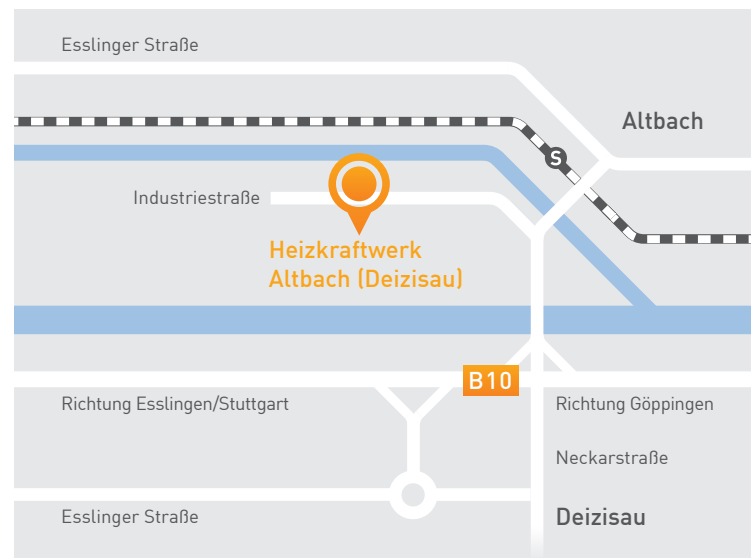 Esslinger Straße
Altbach
S
Industriestraße
Heizkraftwerk
Altbach (Deizisau)
B10
Richtung Esslingen/Stuttgart
Richtung Göppingen
Neckarstraße
Esslinger Straße
Deizisau